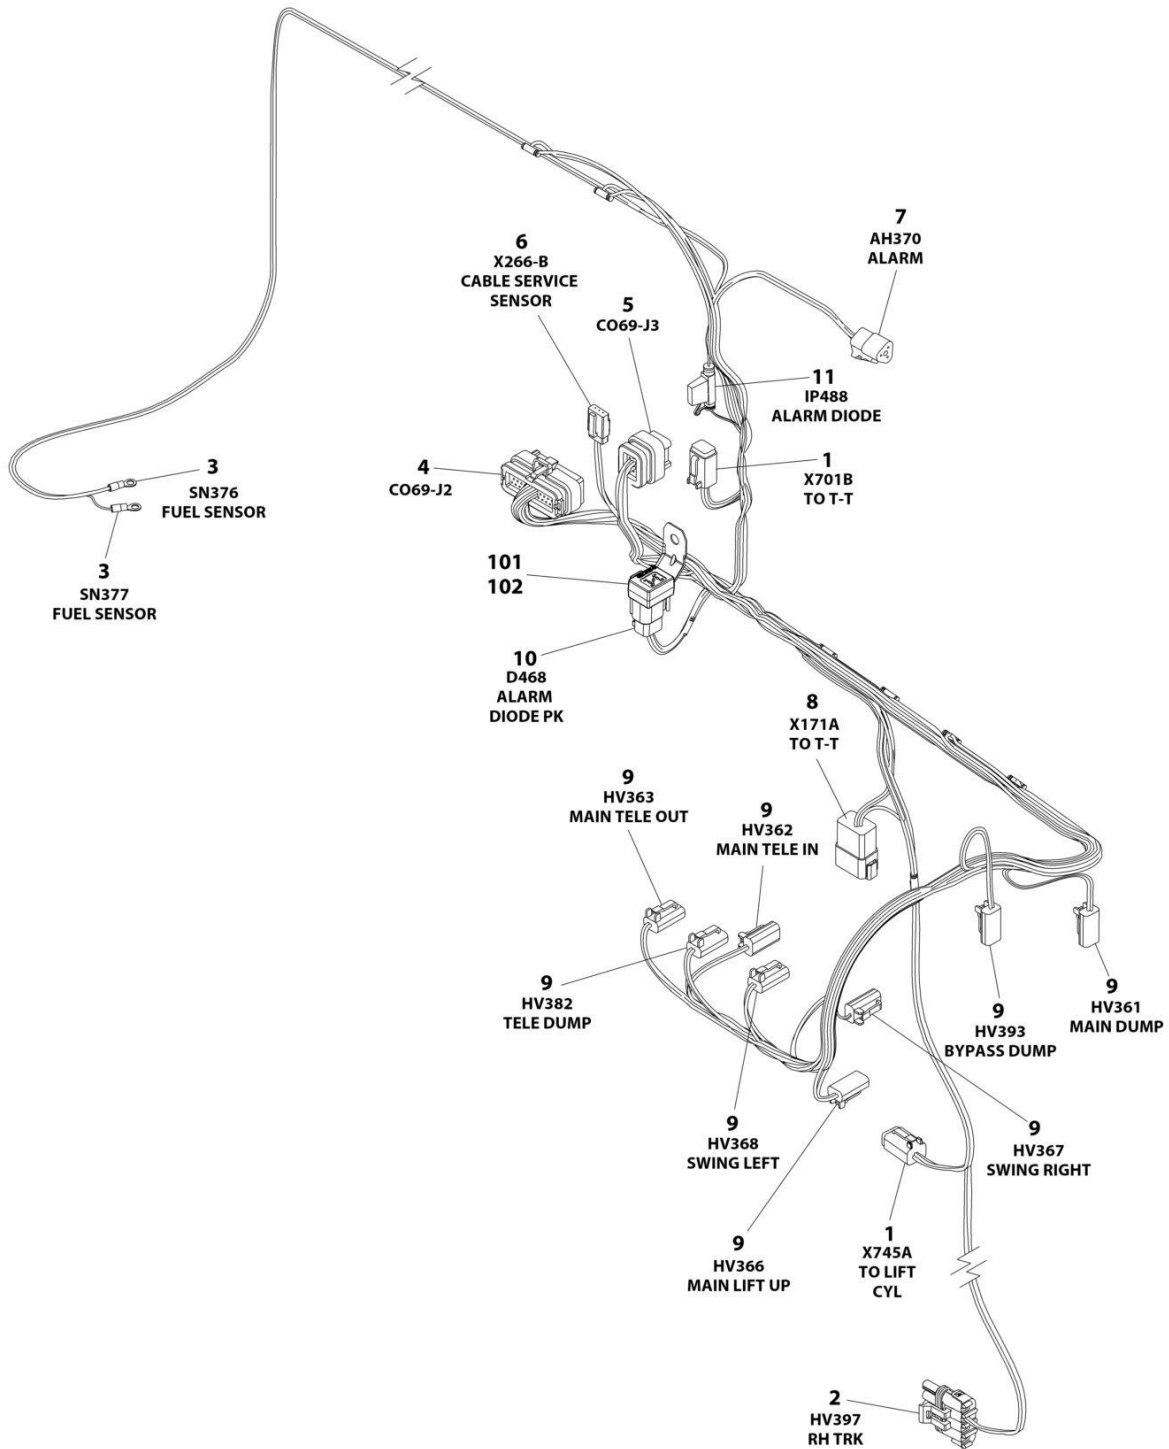 7
AH370
ALARM
6
X266-B
CABLE SERVICE
SENSOR
5
CO69-J3
11
IP488
ALARM DIODE
4
CO69-J2
1
X701B
TO T-T
3
SN376
FUEL SENSOR
3
SN377
FUEL SENSOR
101
102
10
D468
ALARM
DIODE PK
8
X171A
TO T-T
9
HV363
MAIN TELE OUT
9
HV362
MAIN TELE IN
9
HV382
TELE DUMP
9
HV393
BYPASS DUMP
9
HV361
MAIN DUMP
9
HV368
SWING LEFT
9
HV367
SWING RIGHT
9
HV366
MAIN LIFT UP
1
X745A
TO LIFT
CYL
2
HV397
RH TRK